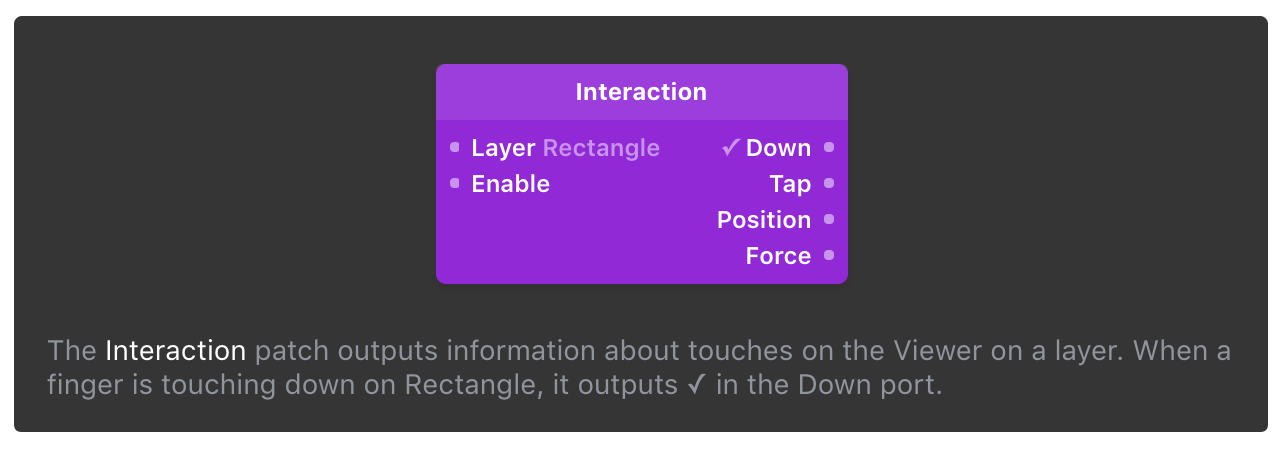 Interaction
Layer Rectangle ✓ Down
Enable Tap
Position
Force
The Interaction patch outputs information about touches on the Viewer on a layer. When a
finger is touching down on Rectangle, it outputs ✓ in the Down port.